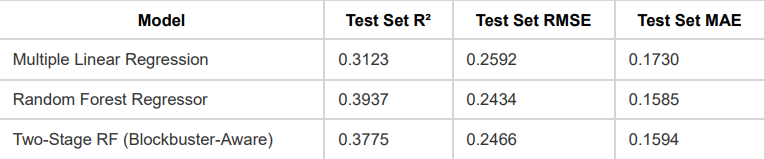 Model Test Set R² Test Set RMSE Test Set MAE
Multiple Linear Regression 0.3123 0.2592 0.1730
Random Forest Regressor 0.3937 0.2434 0.1585
Two-Stage RF (Blockbuster-Aware) 0.3775 0.2466 0.1594